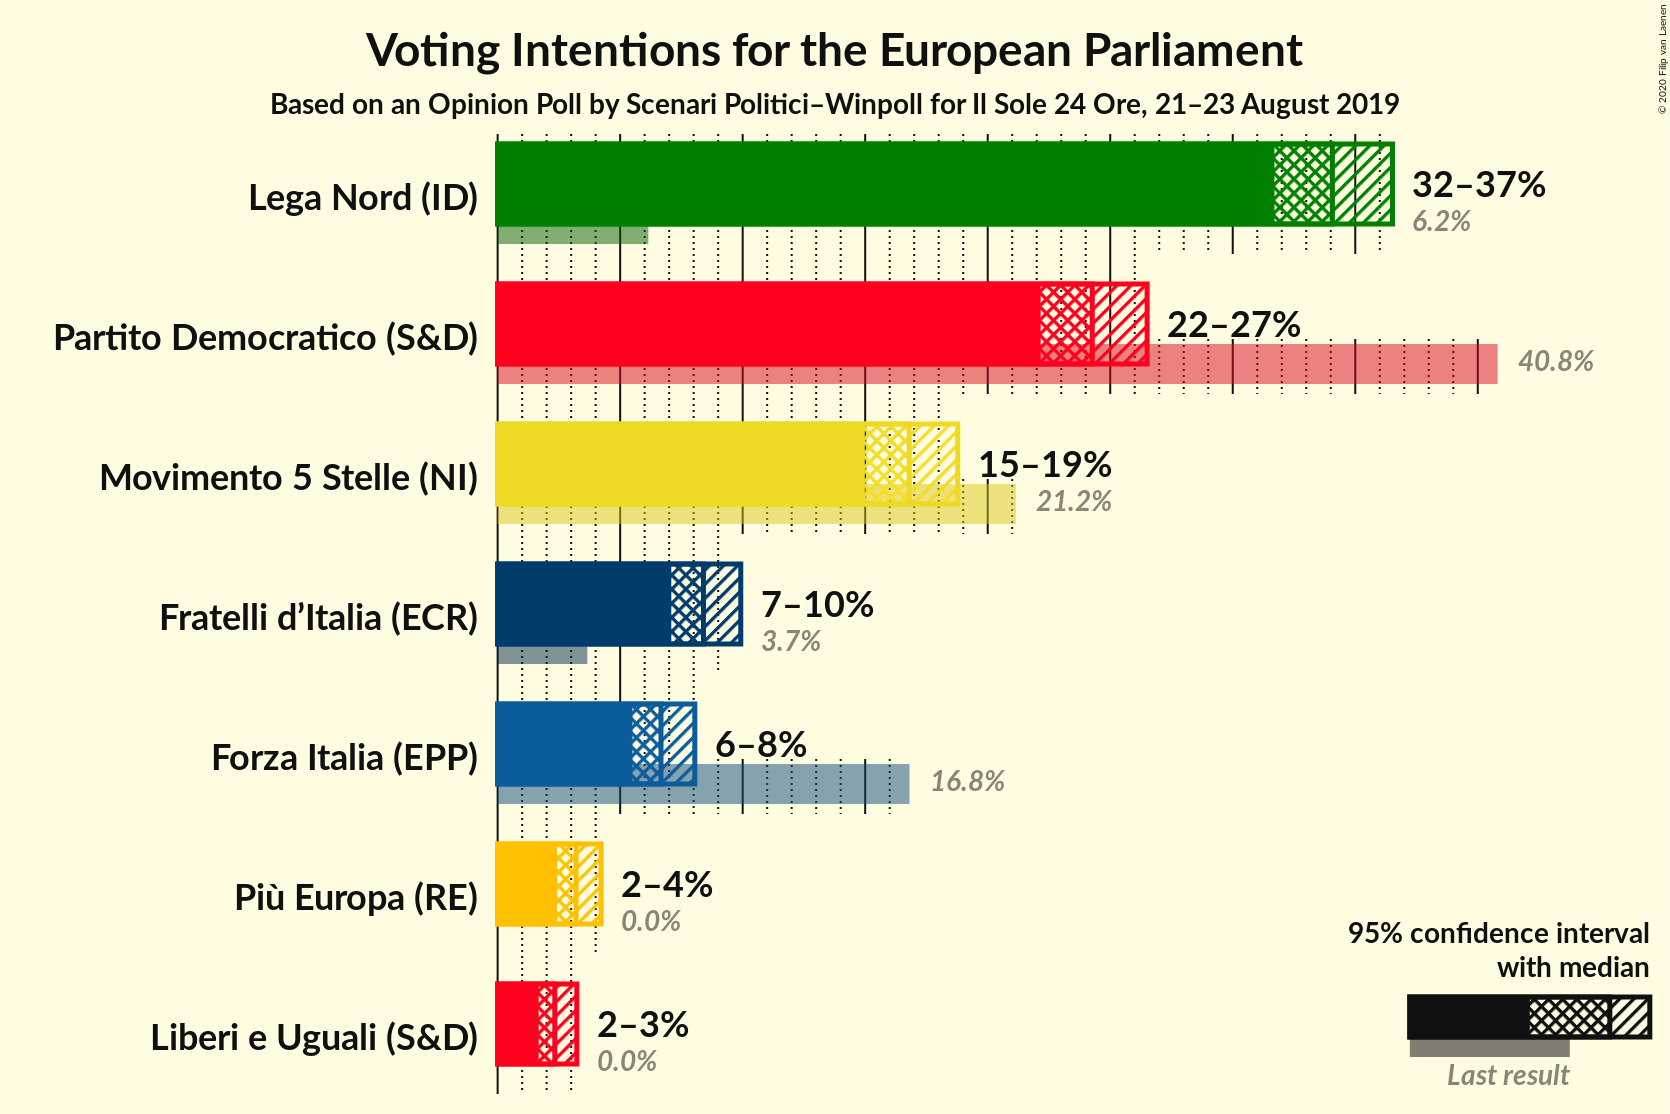 Voting Intentions for the European Parliament
Based on an Opinion Poll by Scenari Politici–Winpoll for Il Sole 24 Ore, 21–23 August 2019
© 2020 Filip van Laenen
Lega Nord (ID)
32–37%
6.2%
Partito Democratico (S&D)
22–27%
40.8%
Movimento 5 Stelle (NI)
15–19%
21.2%
Fratelli d’Italia (ECR)
7–10%
3.7%
Forza Italia (EPP)
6–8%
16.8%
Più Europa (RE)
2–4%
0.0%
Liberi e Uguali (S&D)
2–3%
0.0%
95% confidence interval
with median
Last result